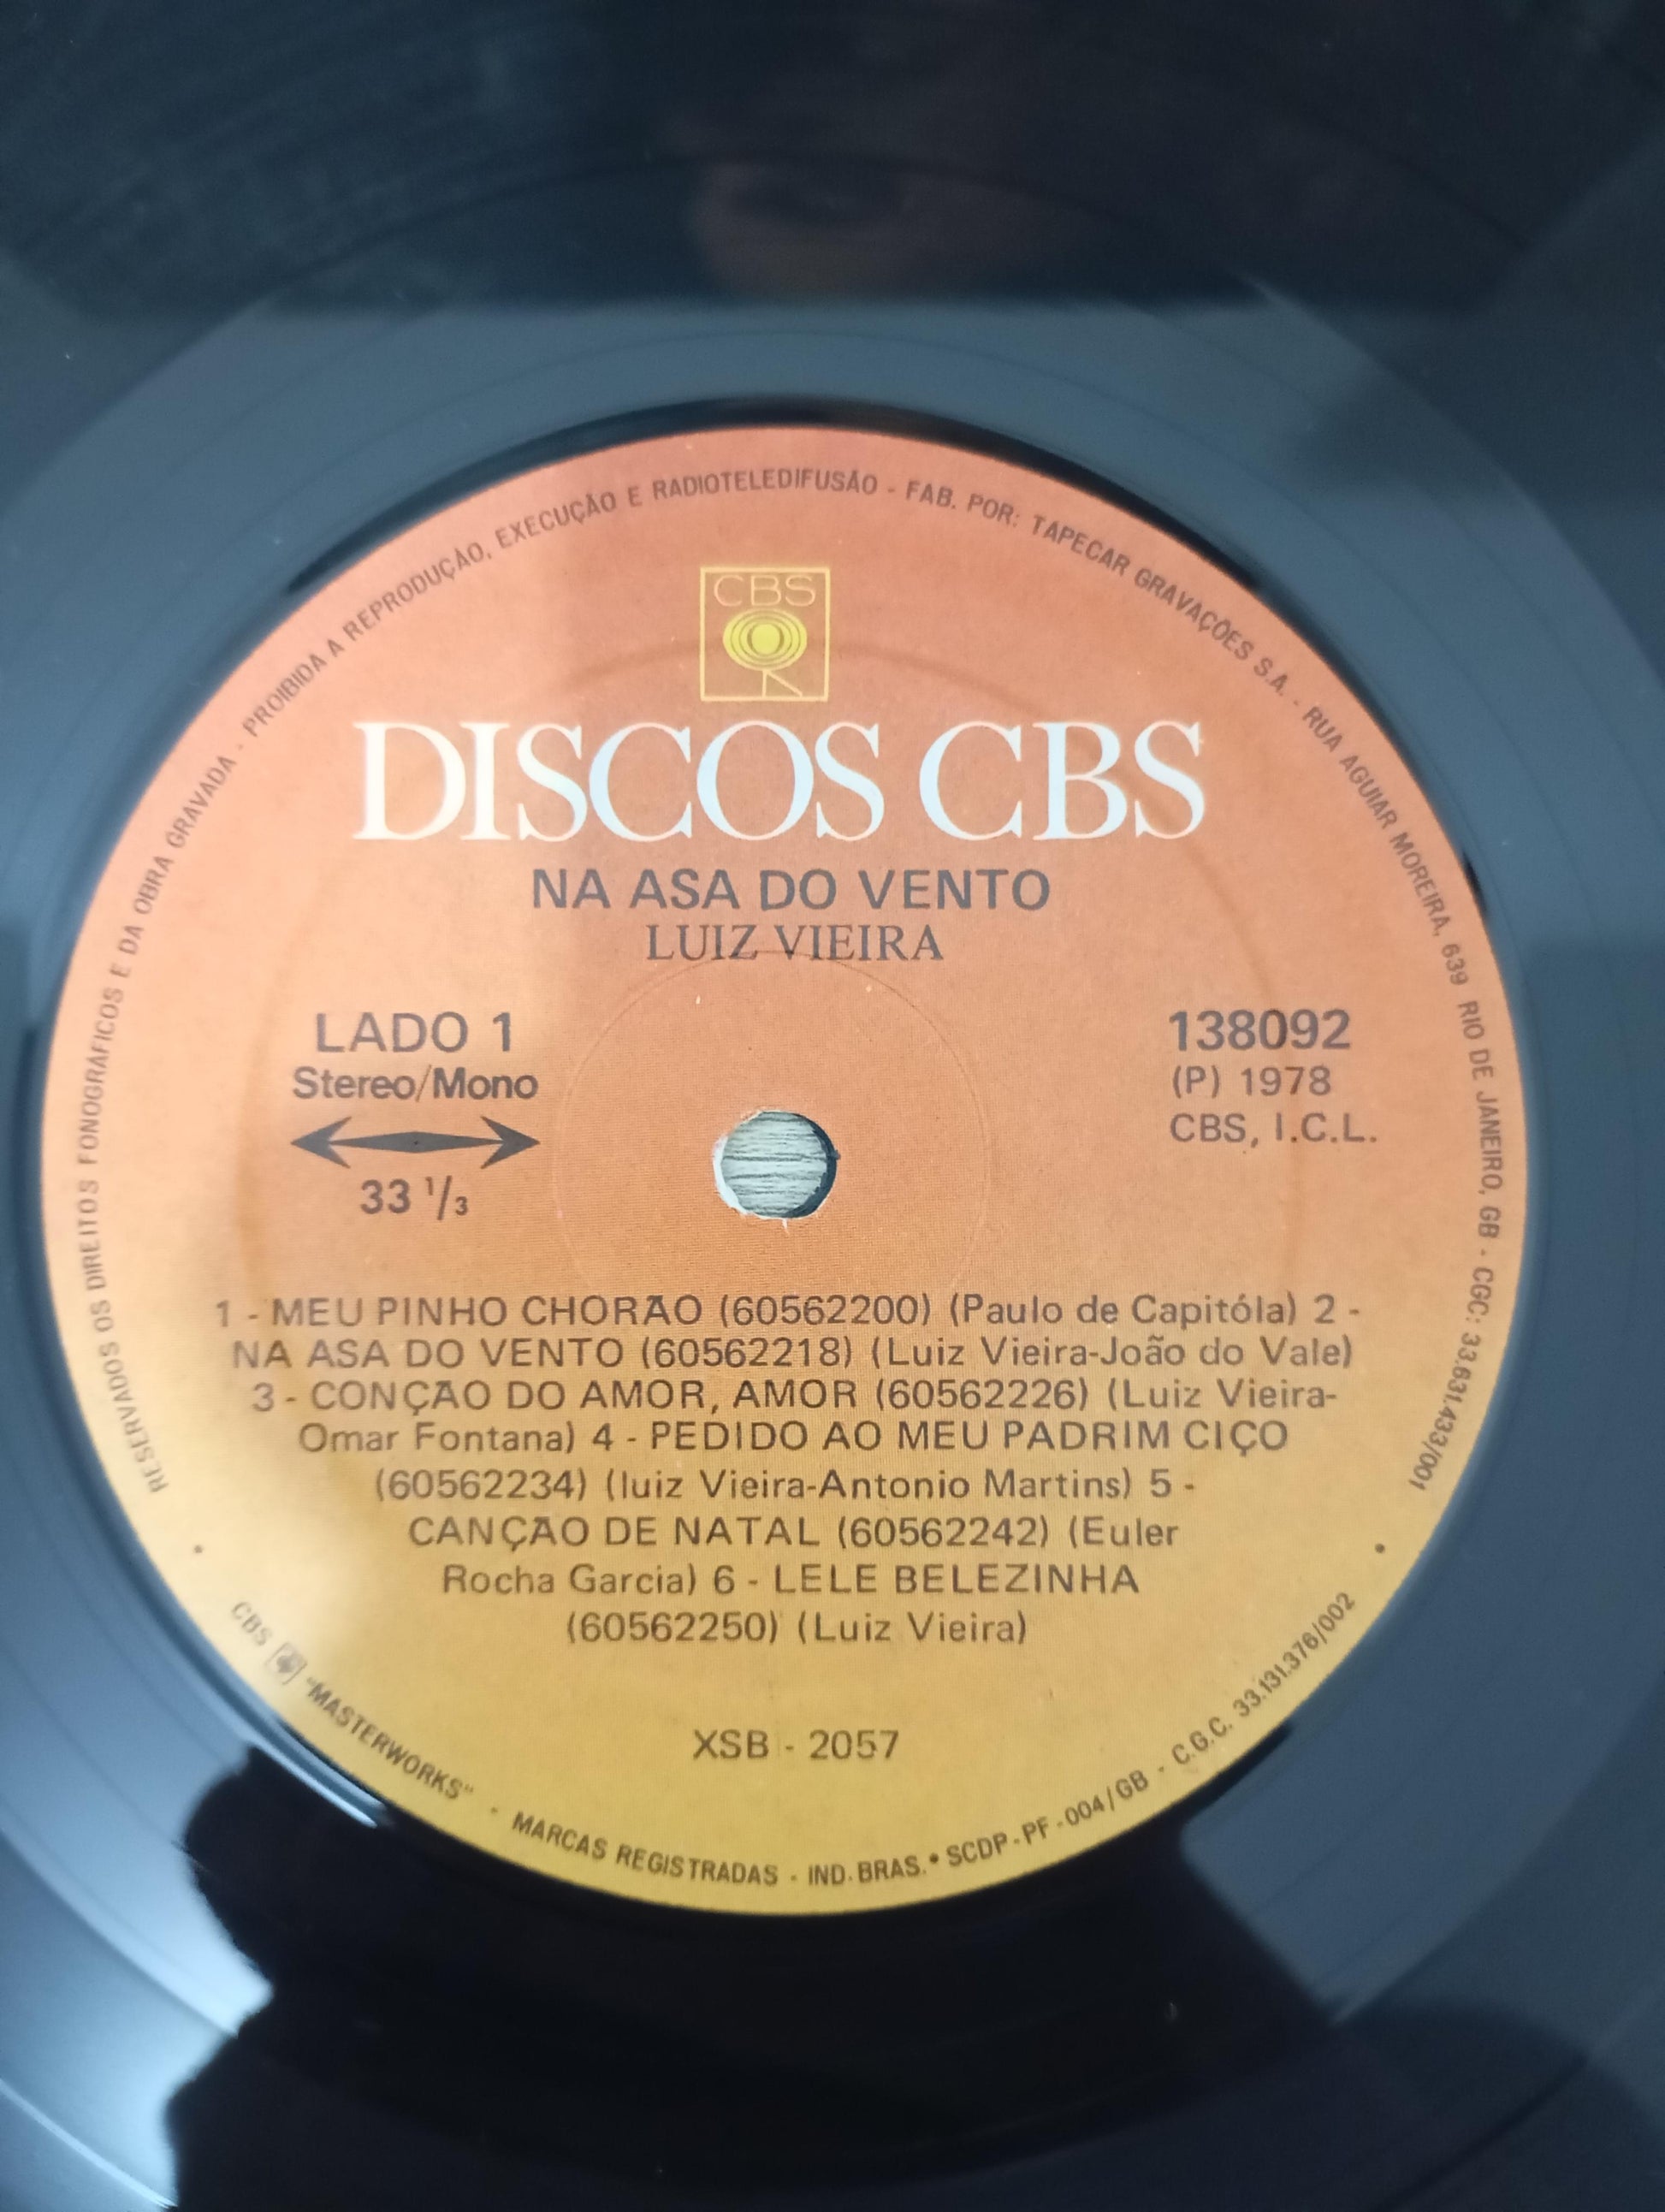 RESERVADOS OS DIREITOS FONOGRÁFICOS E DA OBRA GRAVADA - PROIBIDA A REPRODUÇÃO, EXECUÇÃO E RADIOTELEDIFUSÃO - FAB. POR: TAPECAR GRAVAÇÕES S.A. - RUA AGUIAR MOREIRA, 639 RIO DE JANEIRO, GB - CGC: 33.631.433/001
CBS
DISCOS CBS
NA ASA DO VENTO
LUIZ VIEIRA
LADO 1
Stereo/Mono
33 1/3
138092
(P) 1978
CBS, I.C.L.
1 - MEU PINHO CHORÃO (60562200) (Paulo de Capitóla) 2 -
NA ASA DO VENTO (60562218) (Luiz Vieira-João do Vale)
3 - CONÇÃO DO AMOR, AMOR (60562226) (Luiz Vieira-
Omar Fontana) 4 - PEDIDO AO MEU PADRIM CIÇO
(60562234) (luiz Vieira-Antonio Martins) 5 -
CANÇÃO DE NATAL (60562242) (Euler
Rocha Garcia) 6 - LELE BELEZINHA
(60562250) (Luiz Vieira)
XSB - 2057
CBS "MASTERWORKS" - MARCAS REGISTRADAS - IND. BRAS. • SCDP - PF - 004/GB - C.G.C. 33.131.376/002